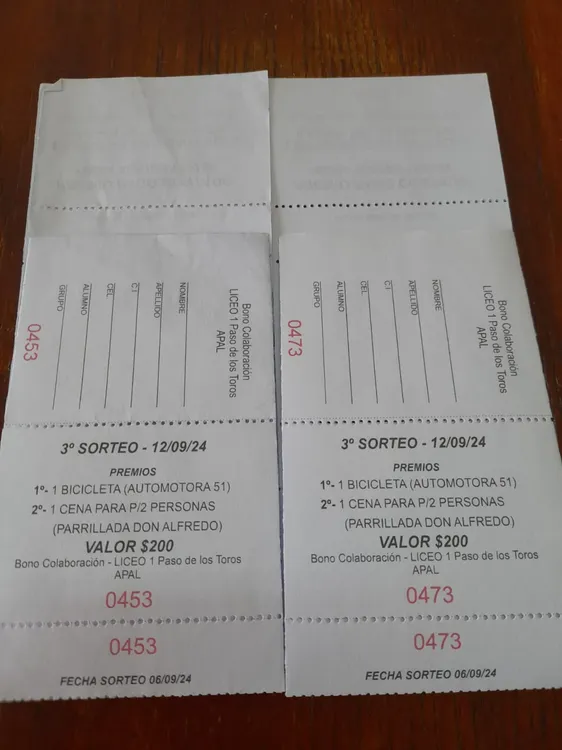 Bono Colaboración
LICEO 1 Paso de los Toros
APAL
NOMBRE
APELLIDO
CEL
ALUMNO
GRUPO
0453
3º SORTEO - 12/09/24
PREMIOS
1º- 1 BICICLETA (AUTOMOTORA 51)
2º- 1 CENA PARA P/2 PERSONAS
(PARRILLADA DON ALFREDO)
VALOR $200
Bono Colaboración - LICEO 1 Paso de los Toros
APAL
0453
0453
FECHA SORTEO 06/09/24
Bono Colaboración
LICEO 1 Paso de los Toros
APAL
NOMBRE
APELLIDO
CEL
ALUMNO
GRUPO
0473
3º SORTEO - 12/09/24
PREMIOS
1º- 1 BICICLETA (AUTOMOTORA 51)
2º- 1 CENA PARA P/2 PERSONAS
(PARRILLADA DON ALFREDO)
VALOR $200
Bono Colaboración - LICEO 1 Paso de los Toros
APAL
0473
0473
FECHA SORTEO 06/09/24